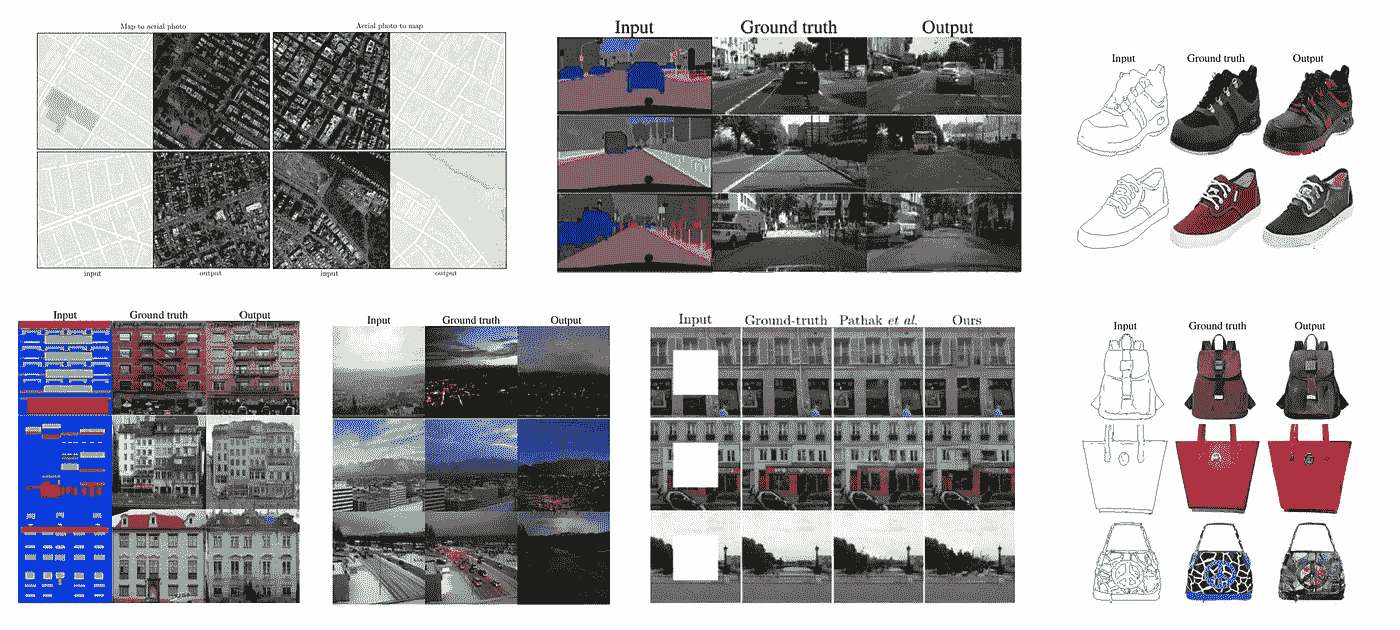 Map to aerial photo
Aerial photo to map
input
output
input
output
Input
Ground truth
Output
Input
Ground truth
Output
Input
Ground truth
Output
Input
Ground truth
Output
Input
Ground-truth
Pathak et al.
Ours
Input
Ground truth
Output